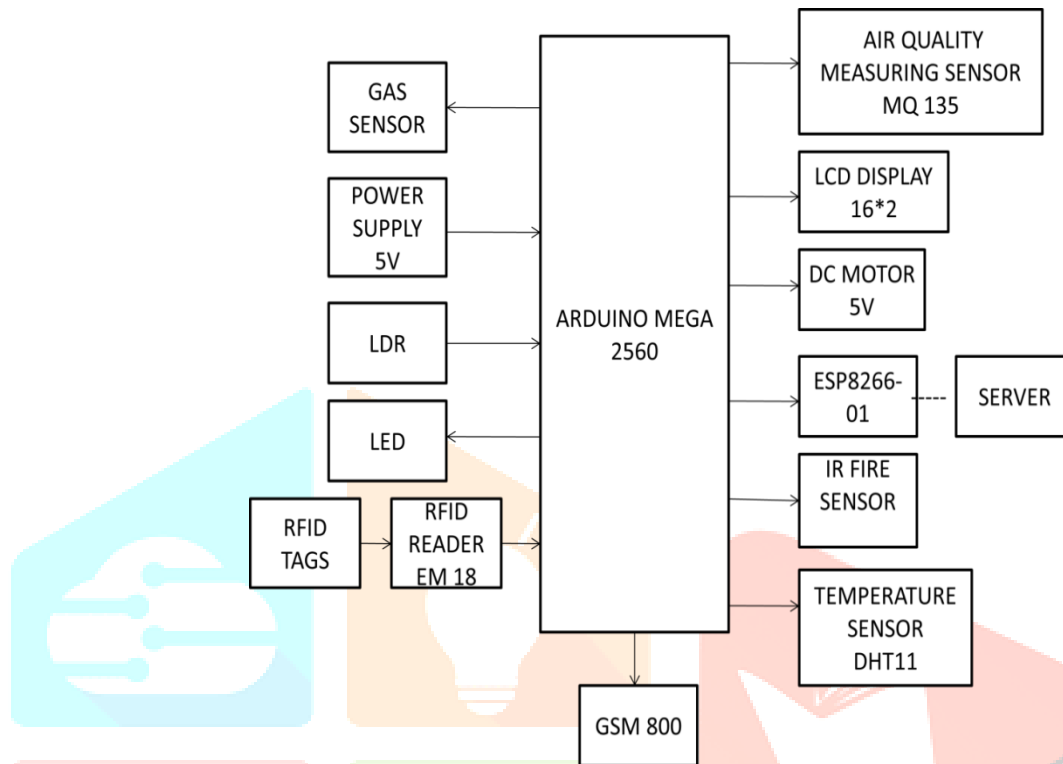 GAS
SENSOR
POWER
SUPPLY
5V
LDR
LED
RFID
TAGS
RFID
READER
EM 18
ARDUINO MEGA
2560
AIR QUALITY
MEASURING SENSOR
MQ 135
LCD DISPLAY
16*2
DC MOTOR
5V
ESP8266-
01
SERVER
IR FIRE
SENSOR
TEMPERATURE
SENSOR
DHT11
GSM 800